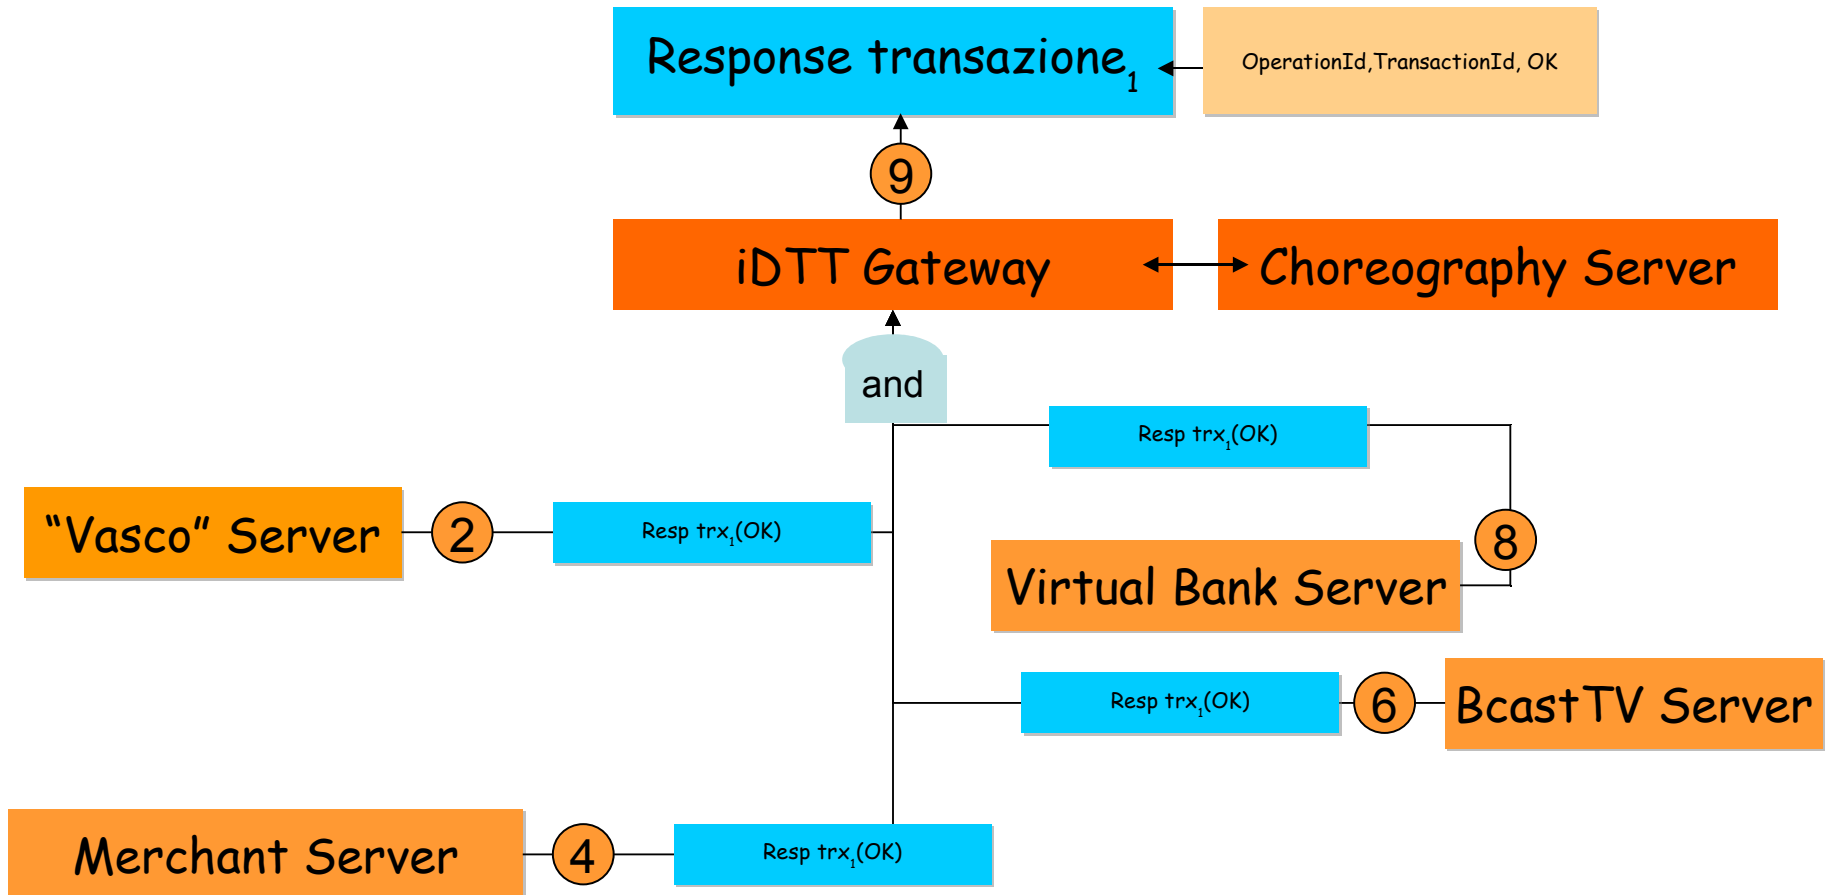 Response transazione₁
OperationId,TransactionId, OK
9
iDTT Gateway
Choreography Server
and
Resp trx₁(OK)
“Vasco” Server
2
Resp trx₁(OK)
8
Virtual Bank Server
Resp trx₁(OK)
6
BcastTV Server
Merchant Server
4
Resp trx₁(OK)